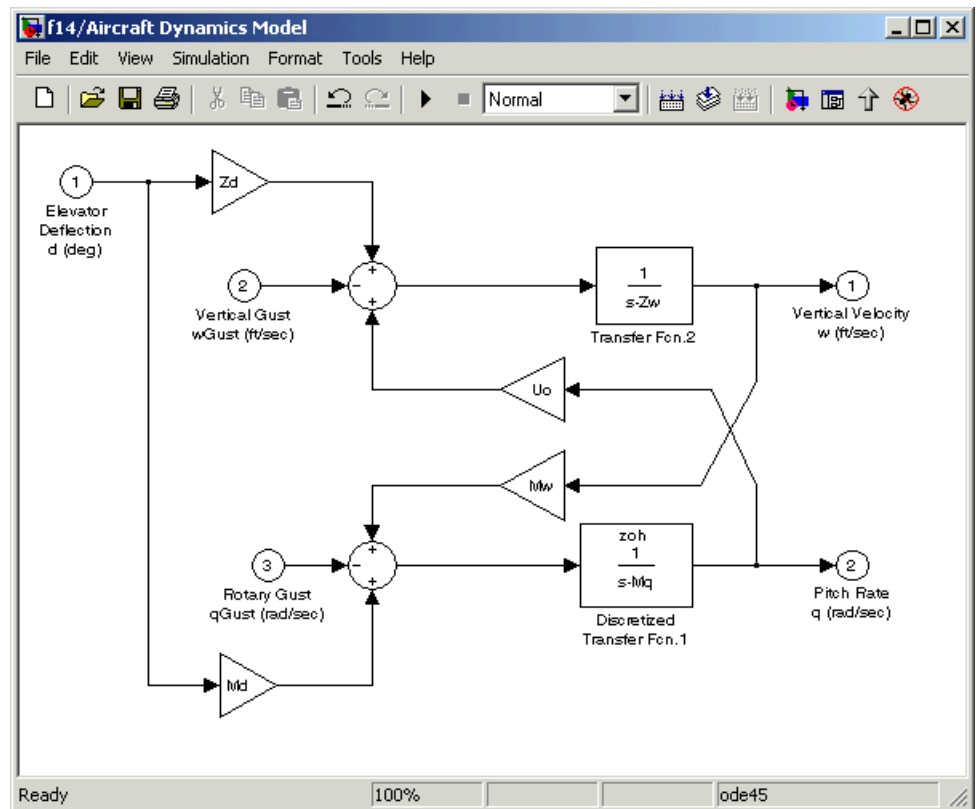 f14/Aircraft Dynamics Model
File Edit View Simulation Format Tools Help
Normal
1
Elevator
Deflection
d (deg)
Zd
2
Vertical Gust
wGust (ft/sec)
+
-
+
1
s-Zw
Transfer Fcn.2
1
Vertical Velocity
w (ft/sec)
Uo
Mw
3
Rotary Gust
qGust (rad/sec)
+
-
+
zoh
1
s-Mq
Discretized
Transfer Fcn.1
2
Pitch Rate
q (rad/sec)
Md
Ready 100% ode45